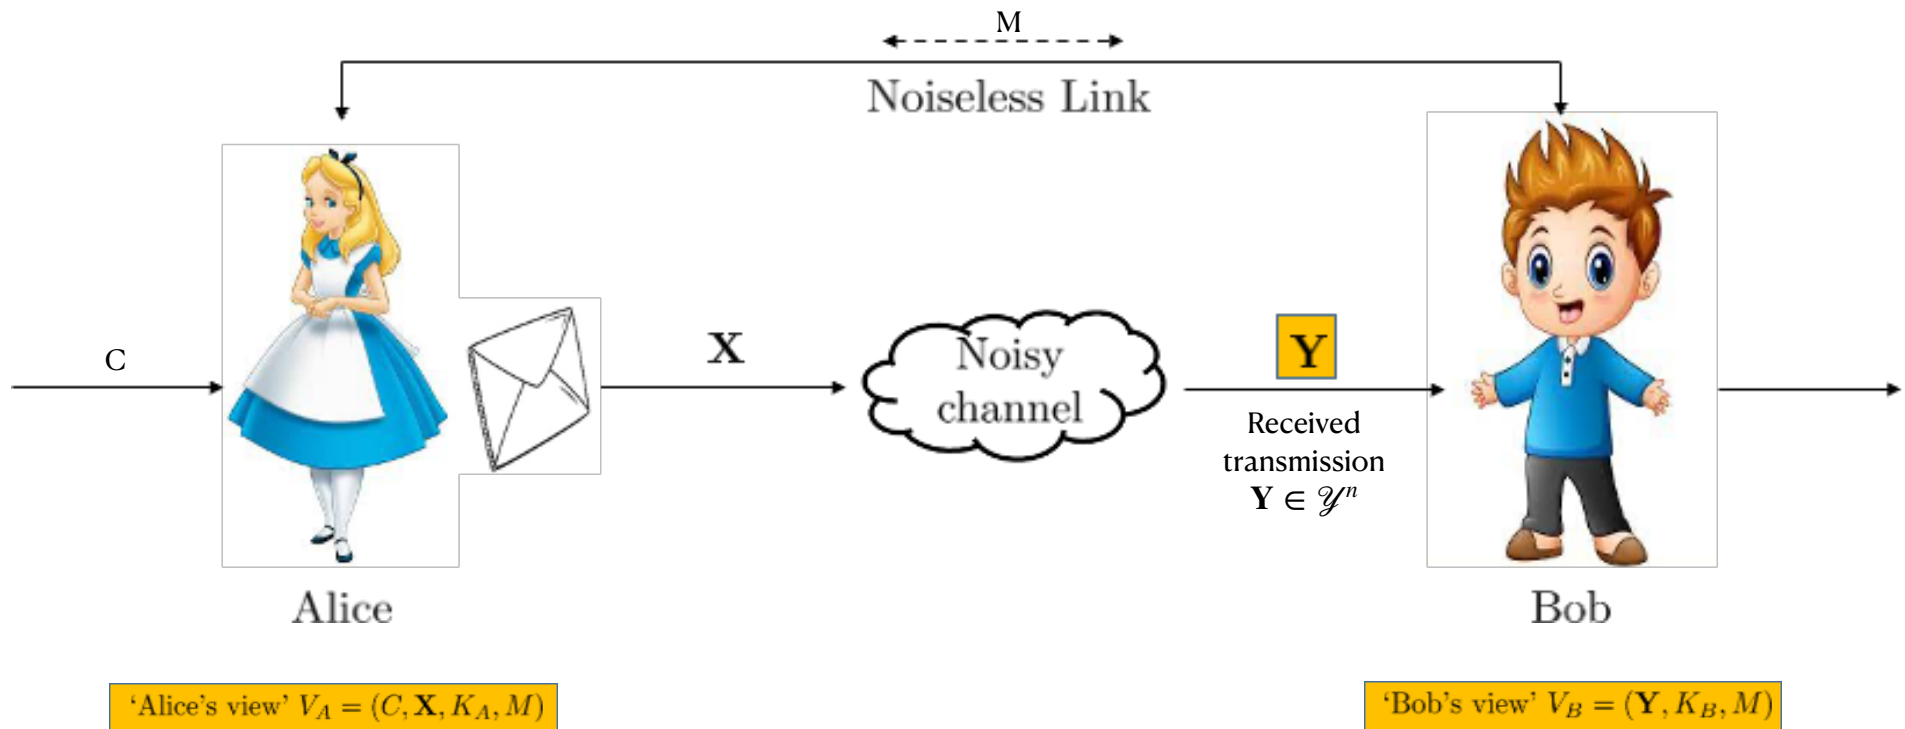 M
Noiseless Link
C
X
Noisy
channel
Y
Received
transmission
Y ∈ 𝒴ⁿ
Alice
Bob
‘Alice’s view’ V_A = (C, X, K_A, M)
‘Bob’s view’ V_B = (Y, K_B, M)